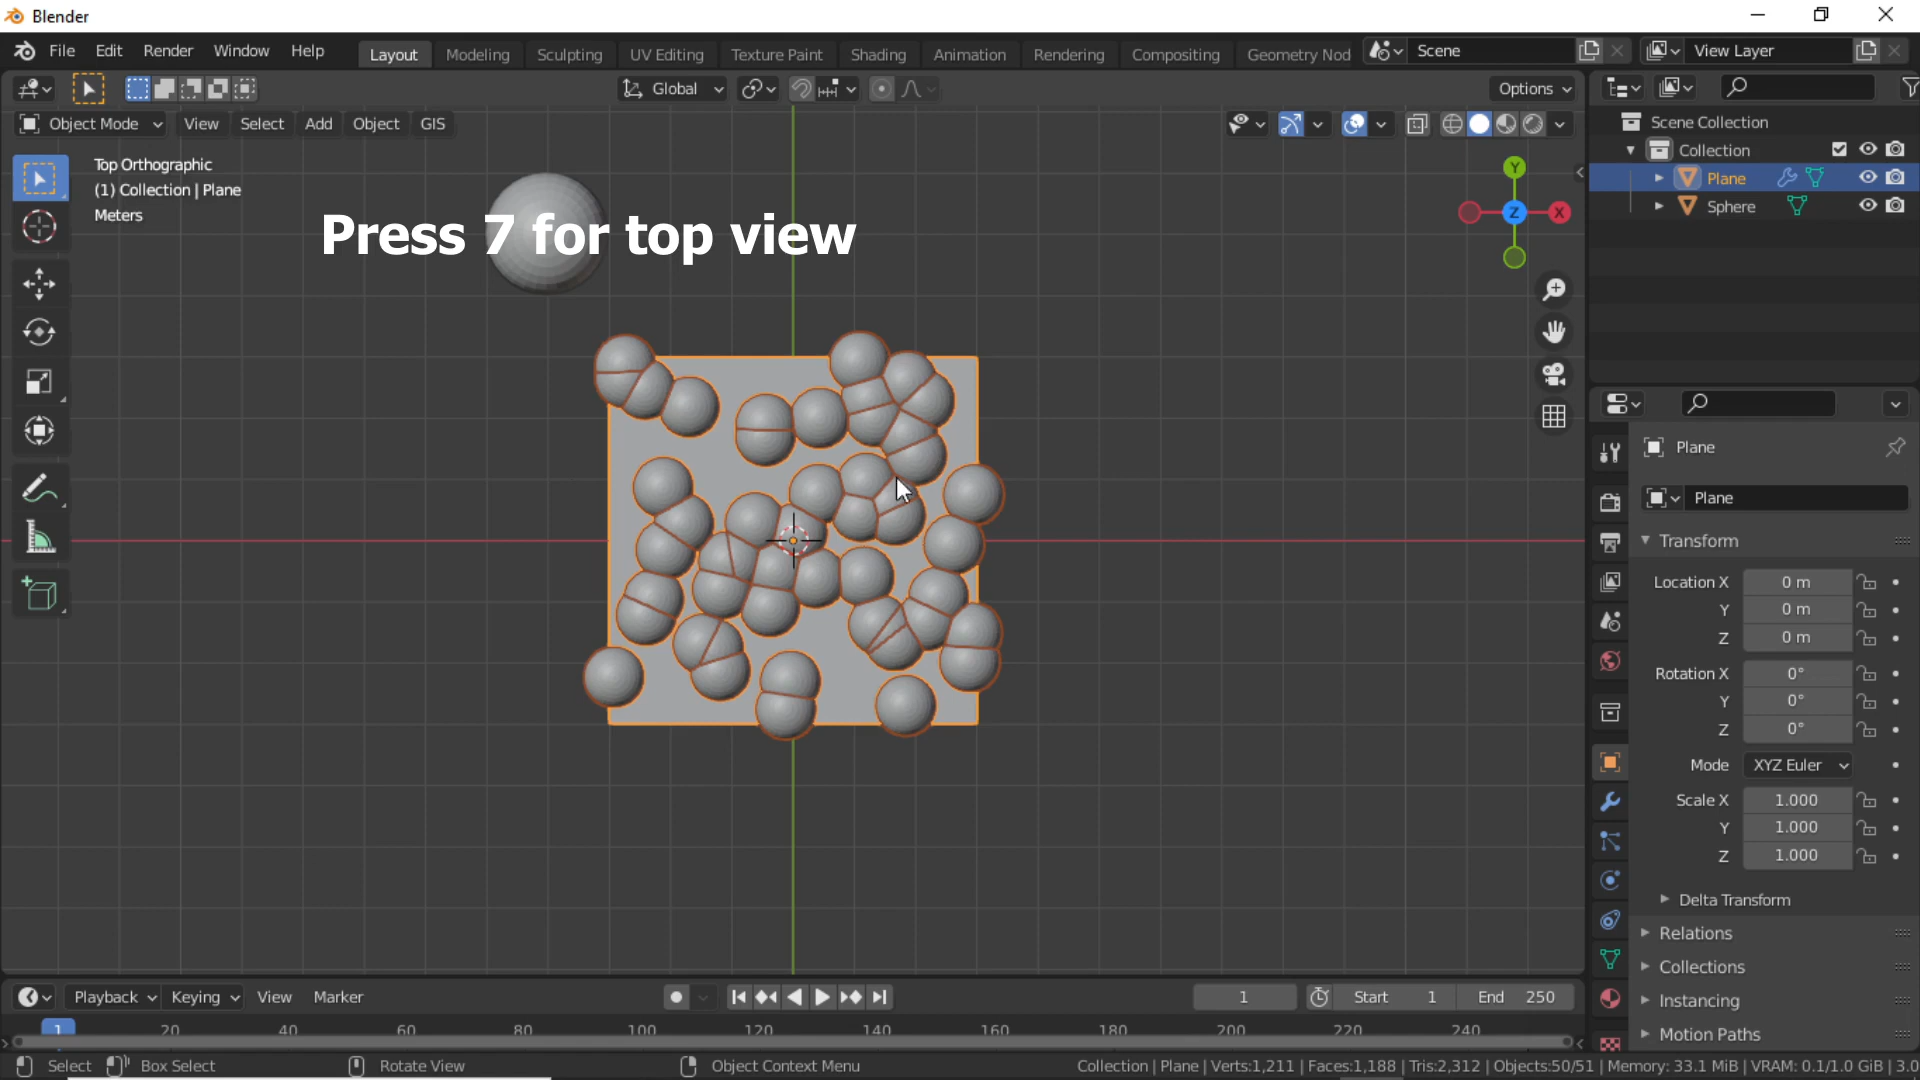 Blender
File Edit Render Window Help Layout Modeling Sculpting UV Editing Texture Paint Shading Animation Rendering Compositing Geometry Nod Scene View Layer
Global Options
Object Mode View Select Add Object GIS
Top Orthographic
(1) Collection | Plane
Meters
Press 7 for top view
Y
X
Z
Scene Collection
Collection
Plane
Sphere
Plane
Plane
Transform
Location X 0 m
Y 0 m
Z 0 m
Rotation X 0°
Y 0°
Z 0°
Mode XYZ Euler
Scale X 1.000
Y 1.000
Z 1.000
Delta Transform
Relations
Collections
Instancing
Motion Paths
Playback Keying View Marker 1 Start 1 End 250
1 20 40 60 80 100 120 140 160 180 200 220 240
Select Box Select Rotate View Object Context Menu Collection | Plane | Verts:1,211 | Faces:1,188 | Tris:2,312 | Objects:50/51 | Memory: 33.1 MiB | VRAM: 0.1/1.0 GiB | 3.0